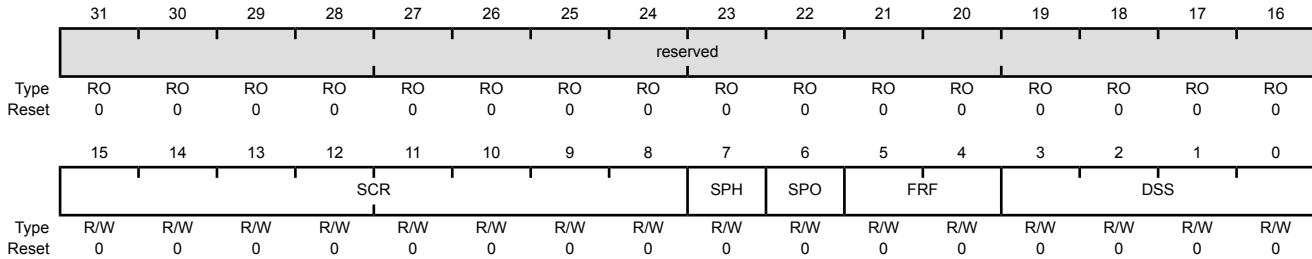 31 30 29 28 27 26 25 24 23 22 21 20 19 18 17 16
reserved
Type RO RO RO RO RO RO RO RO RO RO RO RO RO RO RO RO
Reset 0 0 0 0 0 0 0 0 0 0 0 0 0 0 0 0
15 14 13 12 11 10 9 8 7 6 5 4 3 2 1 0
SCR SPH SPO FRF DSS
Type R/W R/W R/W R/W R/W R/W R/W R/W R/W R/W R/W R/W R/W R/W R/W R/W
Reset 0 0 0 0 0 0 0 0 0 0 0 0 0 0 0 0